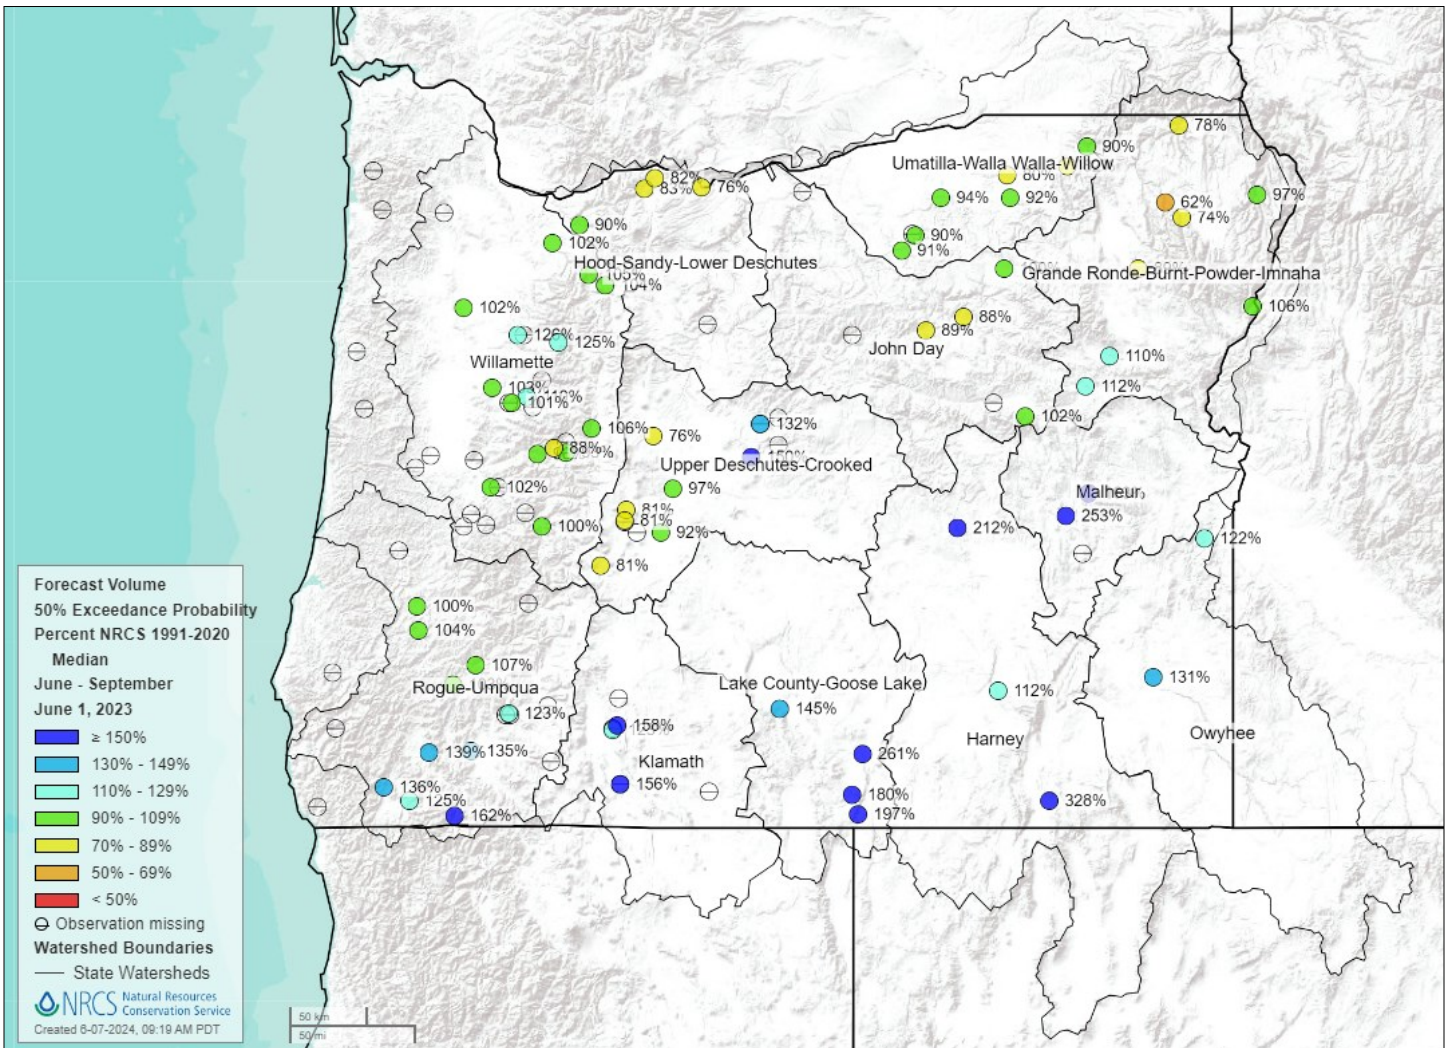 78%
90%
Umatilla-Walla Walla-Willow
82%
83%
76%
80%
94%
92%
62%
97%
74%
90%
102%
90%
91%
Hood-Sandy-Lower Deschutes
105%
104%
Grande Ronde-Burnt-Powder-Imnaha
102%
106%
88%
89%
126%
125%
John Day
110%
Willamette
103%
112%
101%
102%
106%
132%
76%
88%
150%
Upper Deschutes-Crooked
102%
97%
Malheur
81%
81%
253%
100%
92%
212%
122%
81%
Forecast Volume
50% Exceedance Probability
Percent NRCS 1991-2020
Median
June - September
June 1, 2023
≥ 150%
130% - 149%
110% - 129%
90% - 109%
70% - 89%
50% - 69%
< 50%
Observation missing
Watershed Boundaries
State Watersheds
NRCS Natural Resources
Conservation Service
Created 6-07-2024, 09:19 AM PDT
100%
104%
107%
Rogue-Umpqua
123%
139%
135%
136%
125%
162%
158%
Klamath
156%
Lake County-Goose Lake
145%
261%
180%
197%
112%
Harney
328%
131%
Owyhee
50 km
50 mi